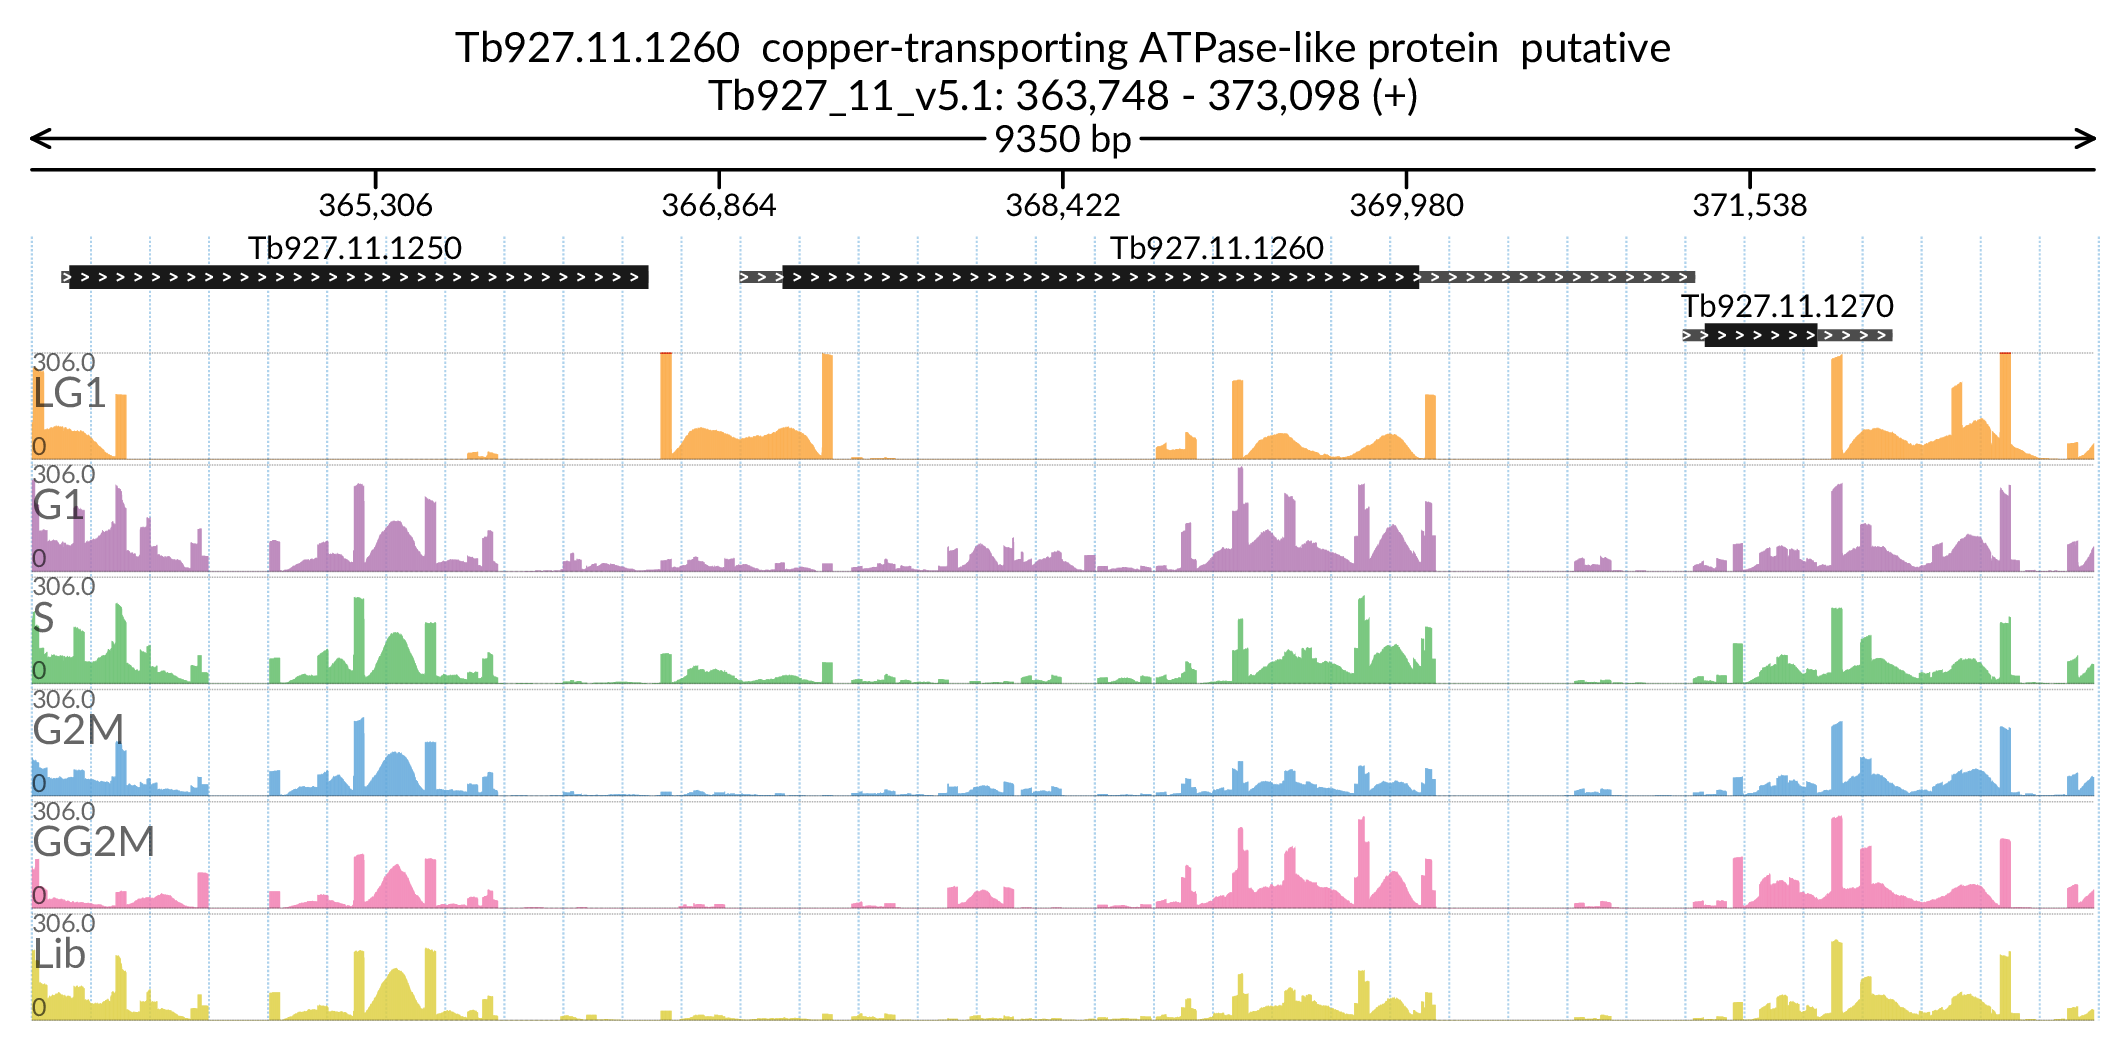 Tb927.11.1260  copper-transporting ATPase-like protein  putative
Tb927_11_v5.1: 363,748 - 373,098 (+)
9350 bp
365,306 366,864 368,422 369,980 371,538
Tb927.11.1250 Tb927.11.1260
Tb927.11.1270
306.0
LG1
0
306.0
G1
0
306.0
S
0
306.0
G2M
0
306.0
GG2M
0
306.0
Lib
0